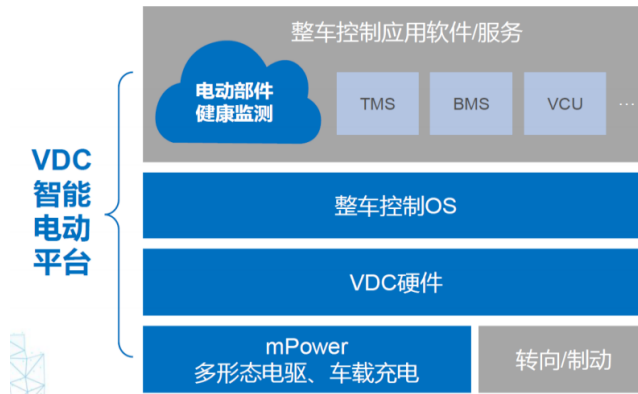 整车控制应用软件/服务
电动部件
健康监测
TMS
BMS
VCU
...
VDC
智能
电动
平台
整车控制OS
VDC硬件
mPower
多形态电驱、车载充电
转向/制动